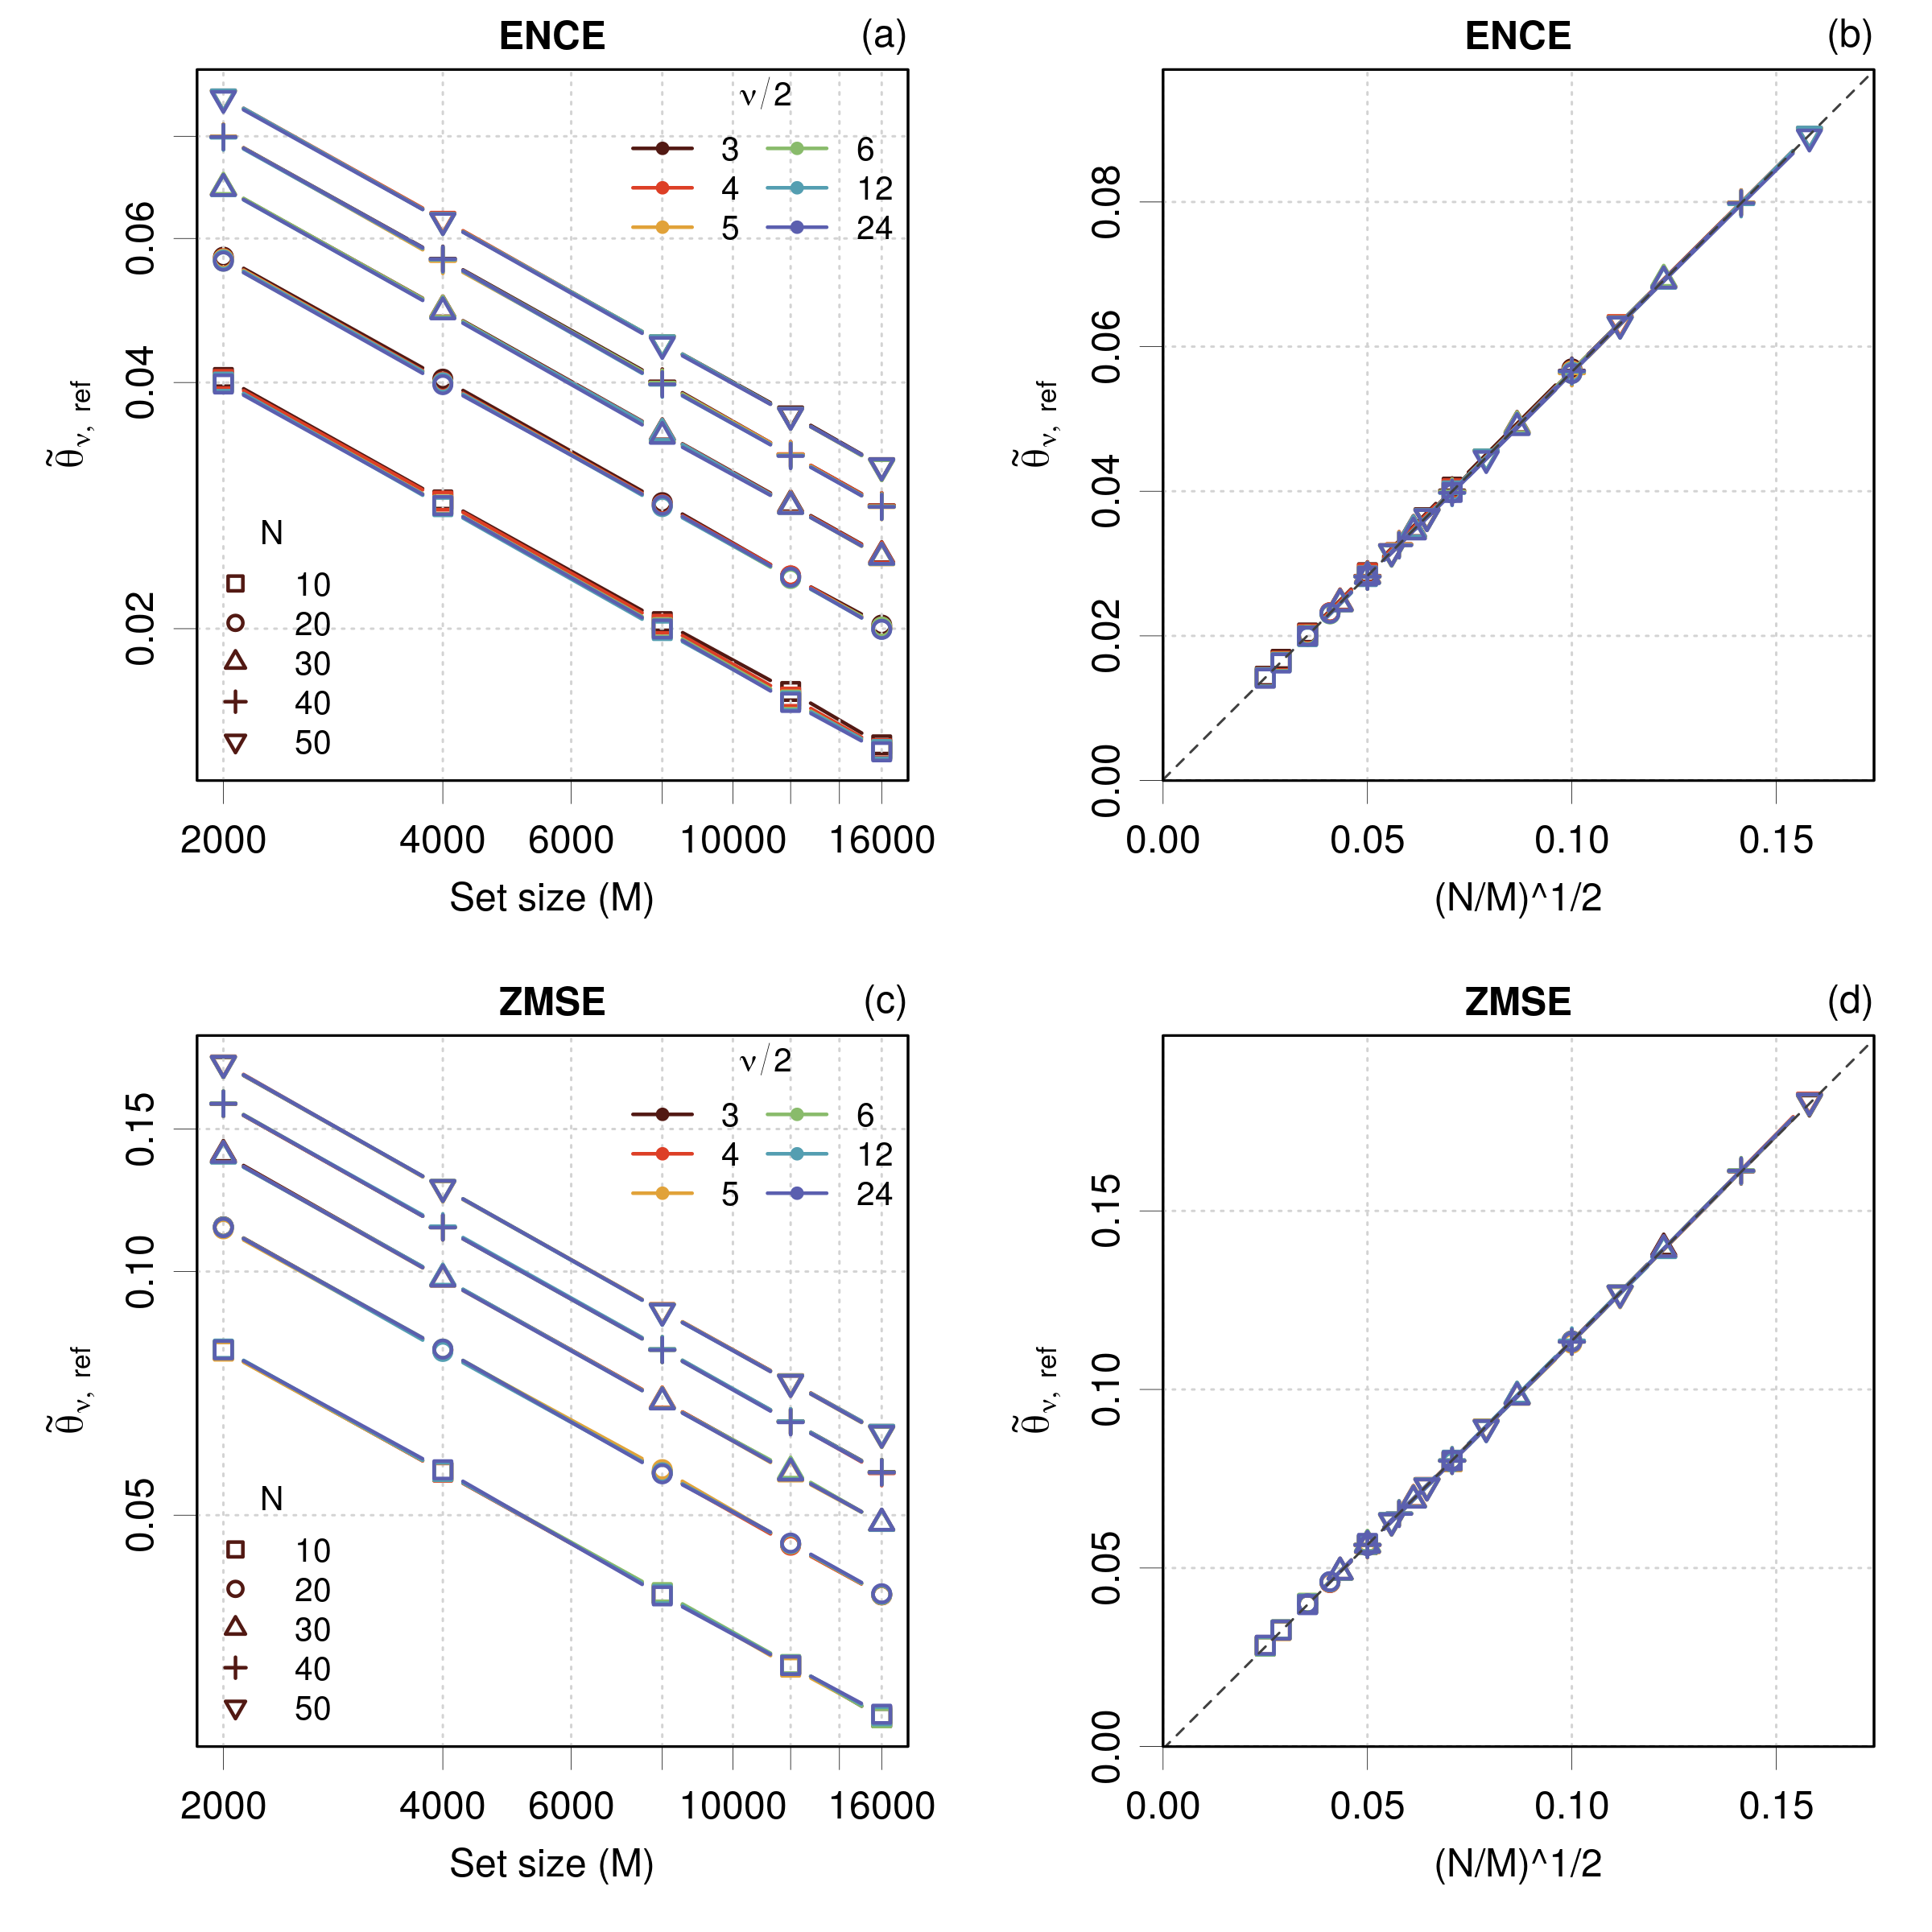 ENCE (a)
ν/2
3 6
4 12
5 24
N
10
20
30
40
50
0.02 0.04 0.06
θ̃ν, ref
2000 4000 6000 10000 16000
Set size (M)
ENCE (b)
0.00 0.02 0.04 0.06 0.08
θ̃ν, ref
0.00 0.05 0.10 0.15
(N/M)^1/2
ZMSE (c)
ν/2
3 6
4 12
5 24
N
10
20
30
40
50
0.05 0.10 0.15
θ̃ν, ref
2000 4000 6000 10000 16000
Set size (M)
ZMSE (d)
0.00 0.05 0.10 0.15
θ̃ν, ref
0.00 0.05 0.10 0.15
(N/M)^1/2